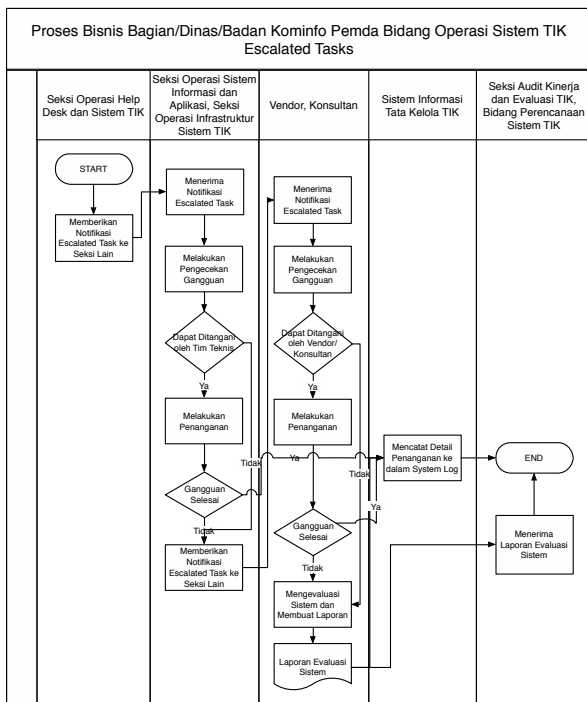 Proses Bisnis Bagian/Dinas/Badan Kominfo Pemda Bidang Operasi Sistem TIK
Escalated Tasks
Seksi Operasi Help
Desk dan Sistem TIK
Seksi Operasi Sistem
Informasi dan
Aplikasi, Seksi
Operasi Infrastruktur
Sistem TIK
Vendor, Konsultan
Sistem Informasi
Tata Kelola TIK
Seksi Audit Kinerja
dan Evaluasi TIK,
Bidang Perencanaan
Sistem TIK
START
Memberikan
Notifikasi
Escalated Task ke
Seksi Lain
Menerima
Notifikasi
Escalated Task
Melakukan
Pengecekan
Gangguan
Dapat Ditangani
oleh Tim Teknis
Ya
Melakukan
Penanganan
Tidak
Gangguan
Selesai
Tidak
Memberikan
Notifikasi
Escalated Task ke
Seksi Lain
Menerima
Notifikasi
Escalated Task
Melakukan
Pengecekan
Gangguan
Dapat Ditangani
oleh Vendor/
Konsultan
Ya
Melakukan
Penanganan
Ya
Tidak
Gangguan
Selesai
Ya
Tidak
Mengevaluasi
Sistem dan
Membuat Laporan
Laporan Evaluasi
Sistem
Mencatat Detail
Penanganan ke
dalam System Log
END
Menerima
Laporan Evaluasi
Sistem